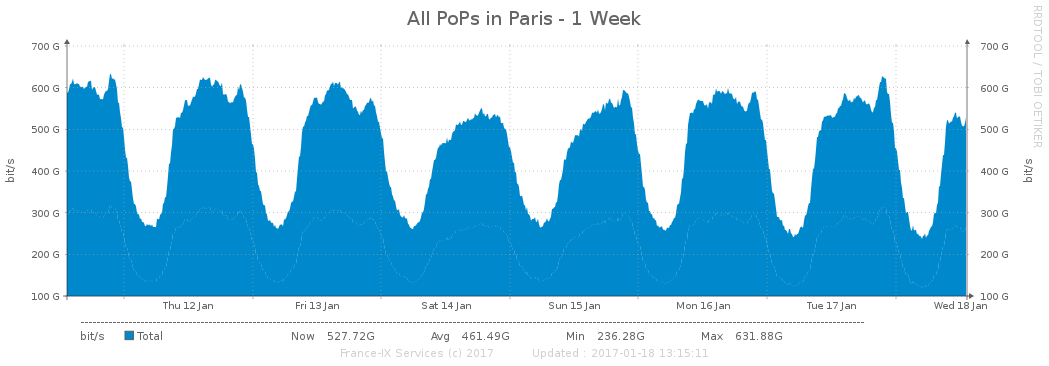 All PoPs in Paris - 1 Week
RRDTOOL / TOBI OETIKER
700 G 700 G
600 G 600 G
500 G 500 G
400 G 400 G
300 G 300 G
200 G 200 G
100 G 100 G
bit/s bit/s
Thu 12 Jan Fri 13 Jan Sat 14 Jan Sun 15 Jan Mon 16 Jan Tue 17 Jan Wed 18 Jan
bit/s Total Now 527.72G Avg 461.49G Min 236.28G Max 631.88G
France-IX Services (c) 2017 Updated : 2017-01-18 13:15:11